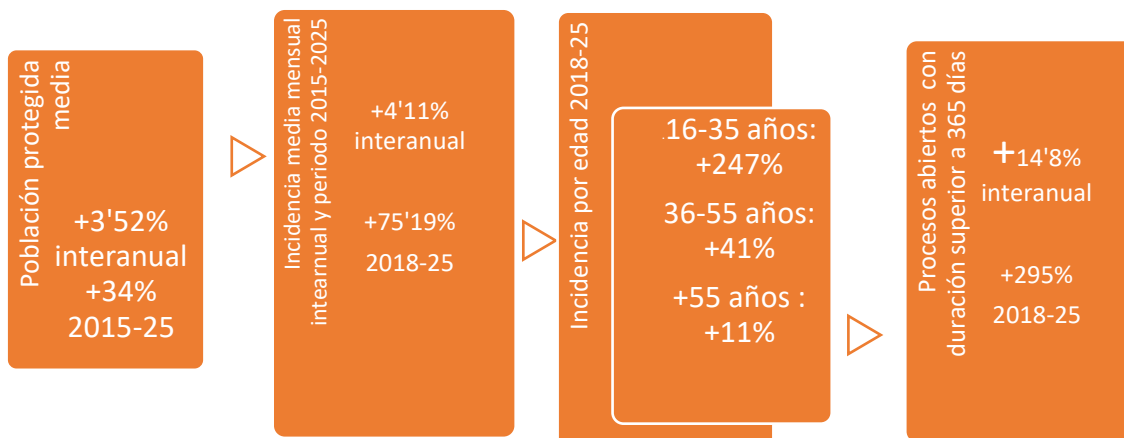 Población protegida
media
+3'52%
interanual
+34%
2015-25
Incidencia media mensual
intearnual y periodo 2015-2025
+4'11%
interanual
+75'19%
2018-25
Incidencia por edad 2018-25
.16-35 años:
+247%
36-55 años:
+41%
+55 años :
+11%
Procesos abiertos con
duración superior a 365 días
+14'8%
interanual
+295%
2018-25